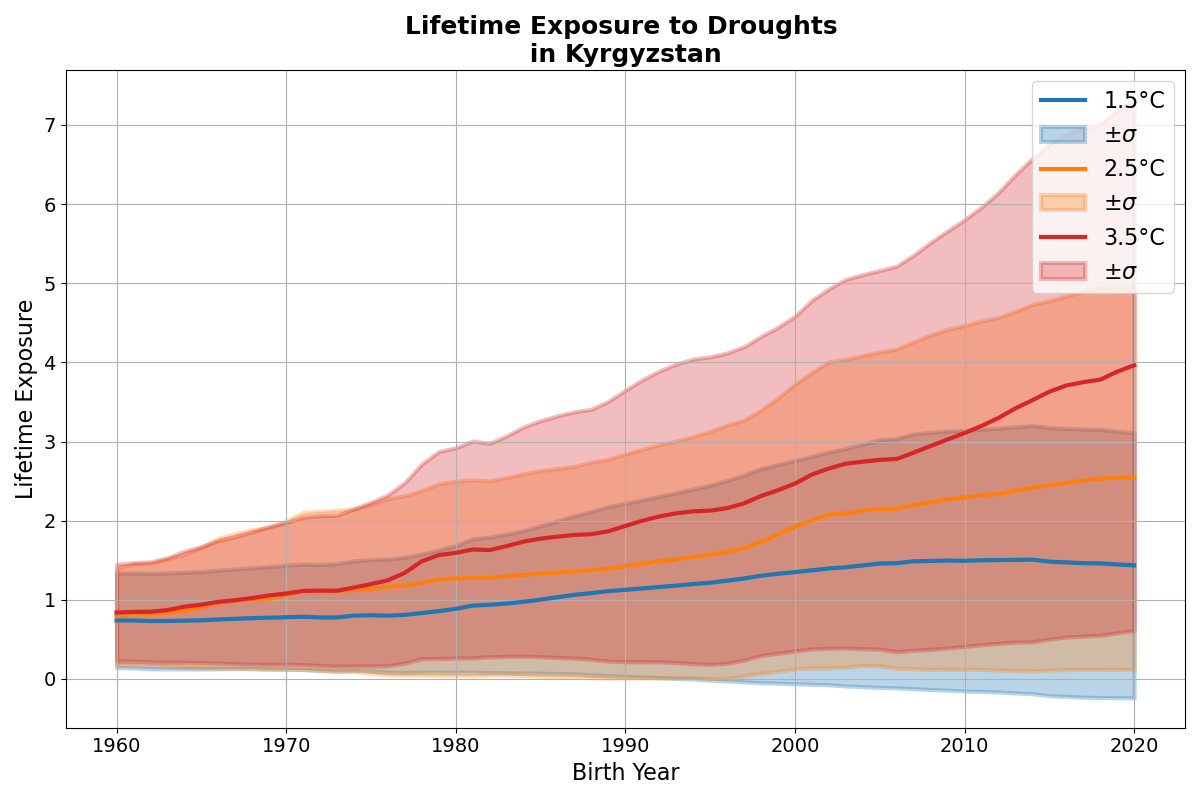 Lifetime Exposure to Droughts
in Kyrgyzstan
1.5°C
±σ
2.5°C
±σ
3.5°C
±σ
Lifetime Exposure
7
6
5
4
3
2
1
0
1960 1970 1980 1990 2000 2010 2020
Birth Year